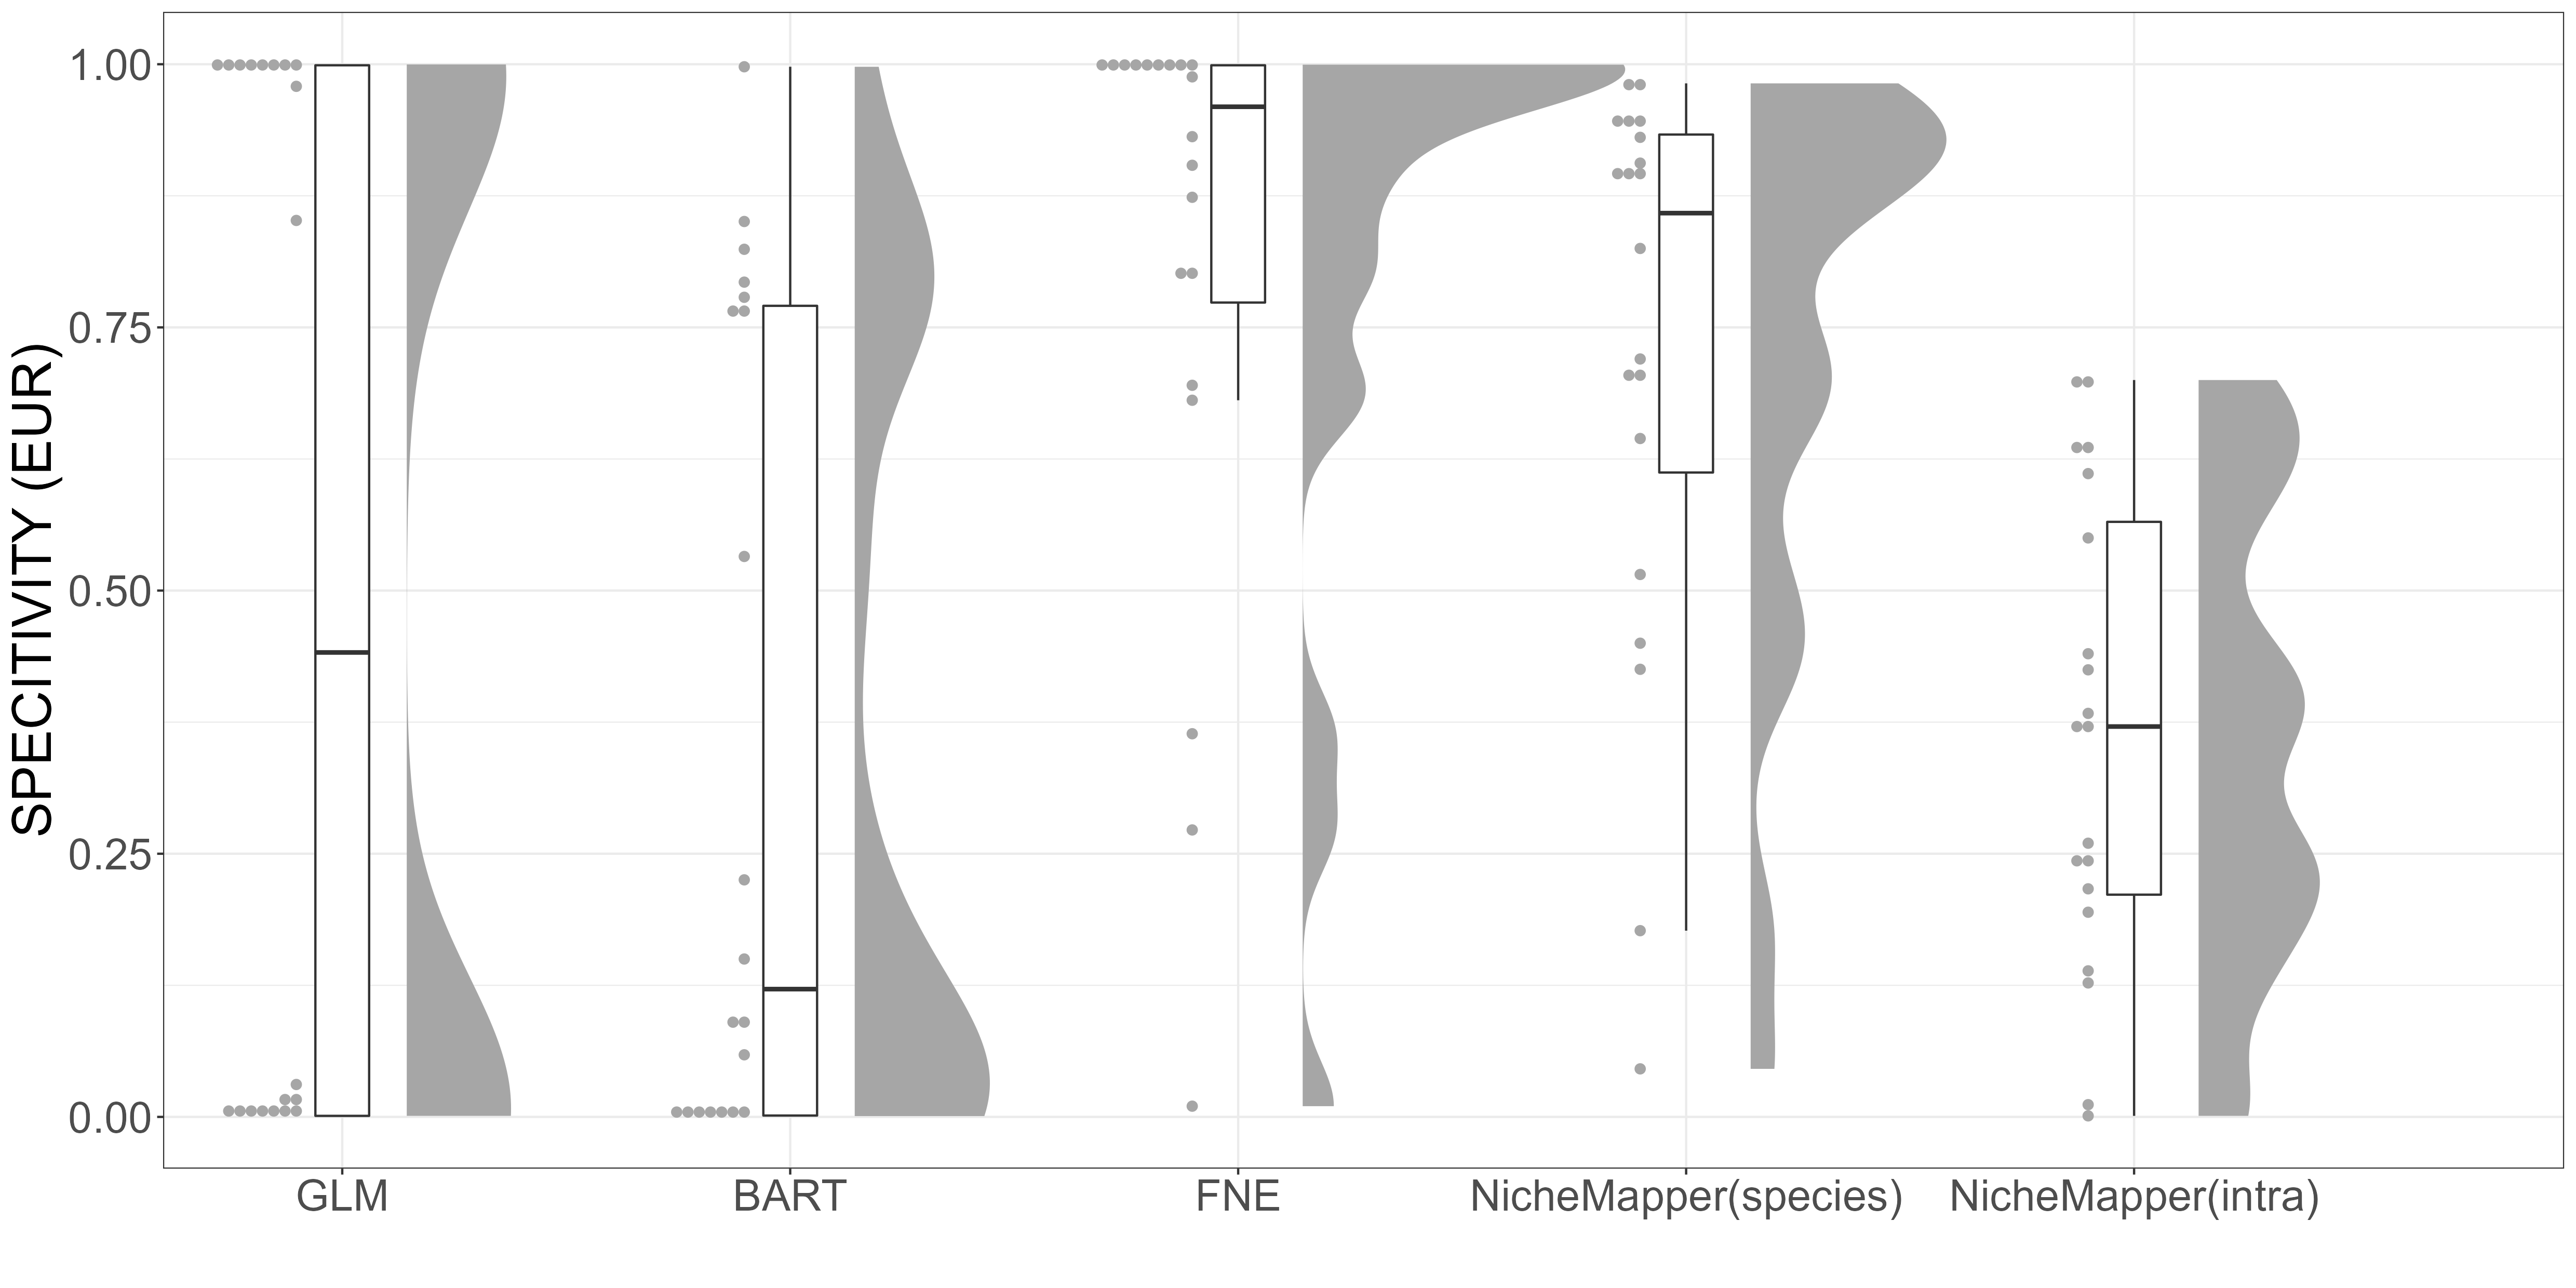 SPECITIVITY (EUR)
1.00
0.75
0.50
0.25
0.00
GLM
BART
FNE
NicheMapper(species)
NicheMapper(intra)